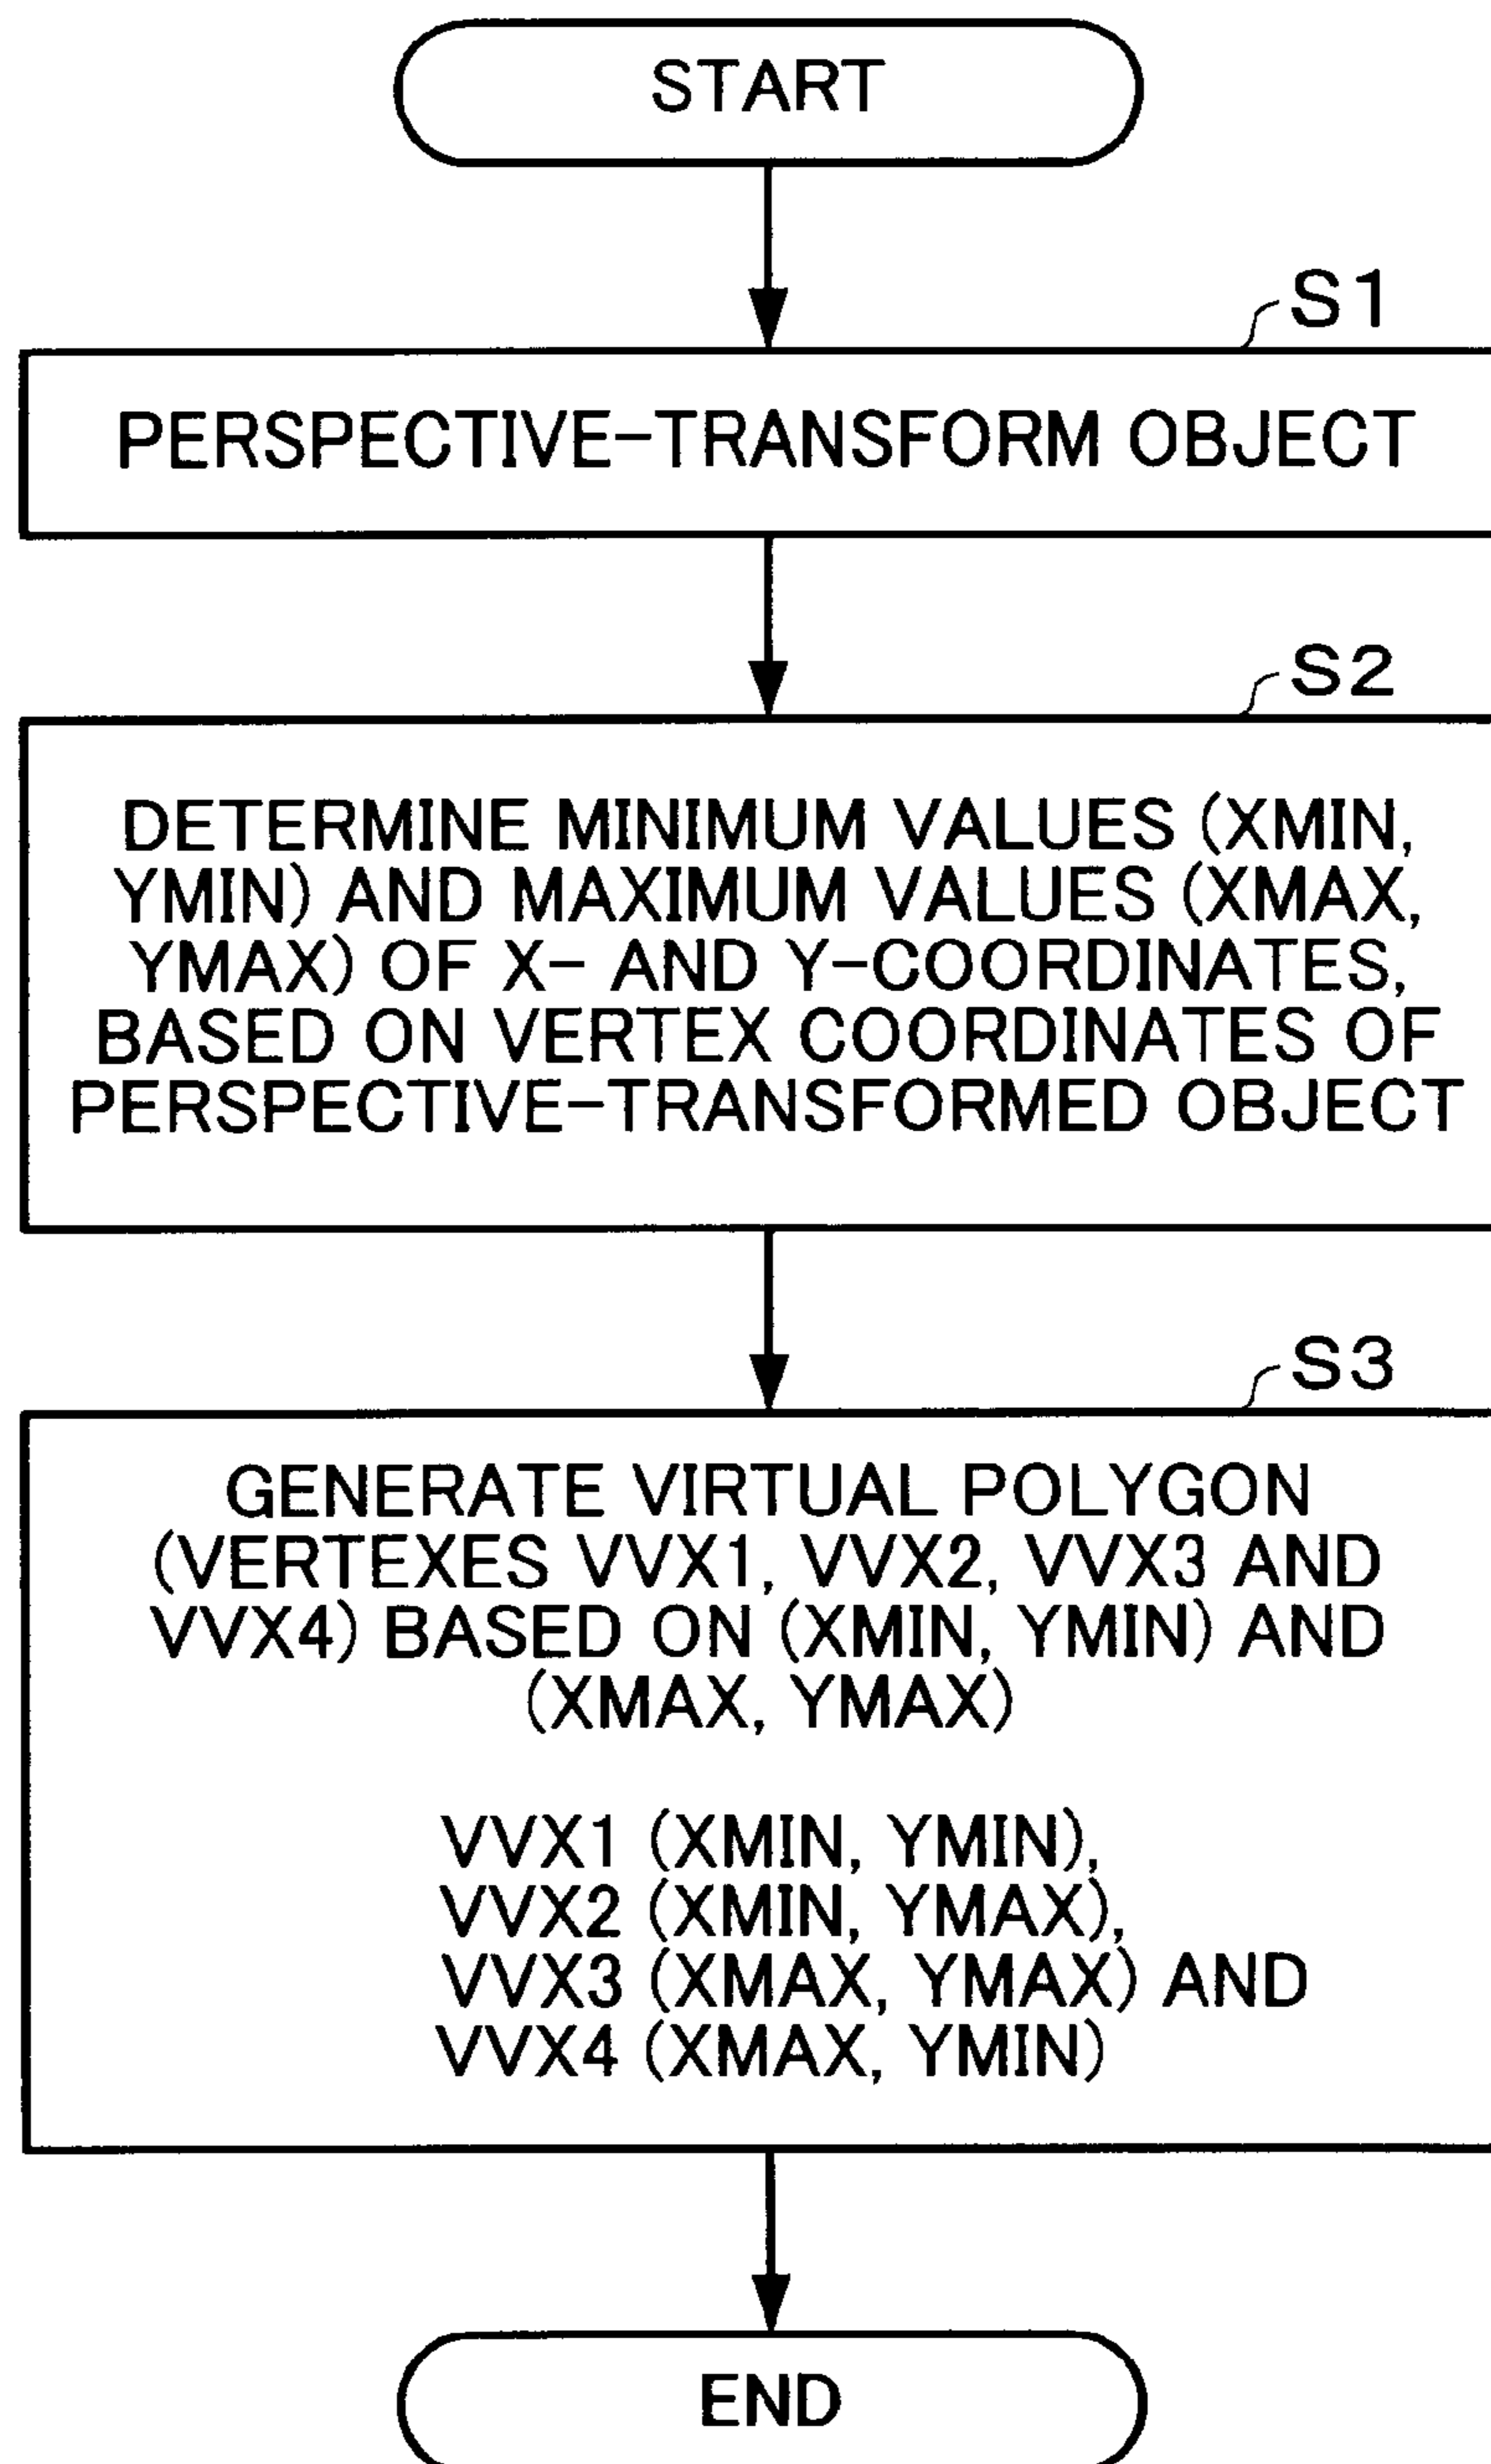 START
S1
PERSPECTIVE-TRANSFORM OBJECT
S2
DETERMINE MINIMUM VALUES (XMIN,
YMIN) AND MAXIMUM VALUES (XMAX,
YMAX) OF X- AND Y-COORDINATES,
BASED ON VERTEX COORDINATES OF
PERSPECTIVE-TRANSFORMED OBJECT
S3
GENERATE VIRTUAL POLYGON
(VERTEXES VVX1, VVX2, VVX3 AND
VVX4) BASED ON (XMIN, YMIN) AND
(XMAX, YMAX)
VVX1 (XMIN, YMIN),
VVX2 (XMIN, YMAX),
VVX3 (XMAX, YMAX) AND
VVX4 (XMAX, YMIN)
END